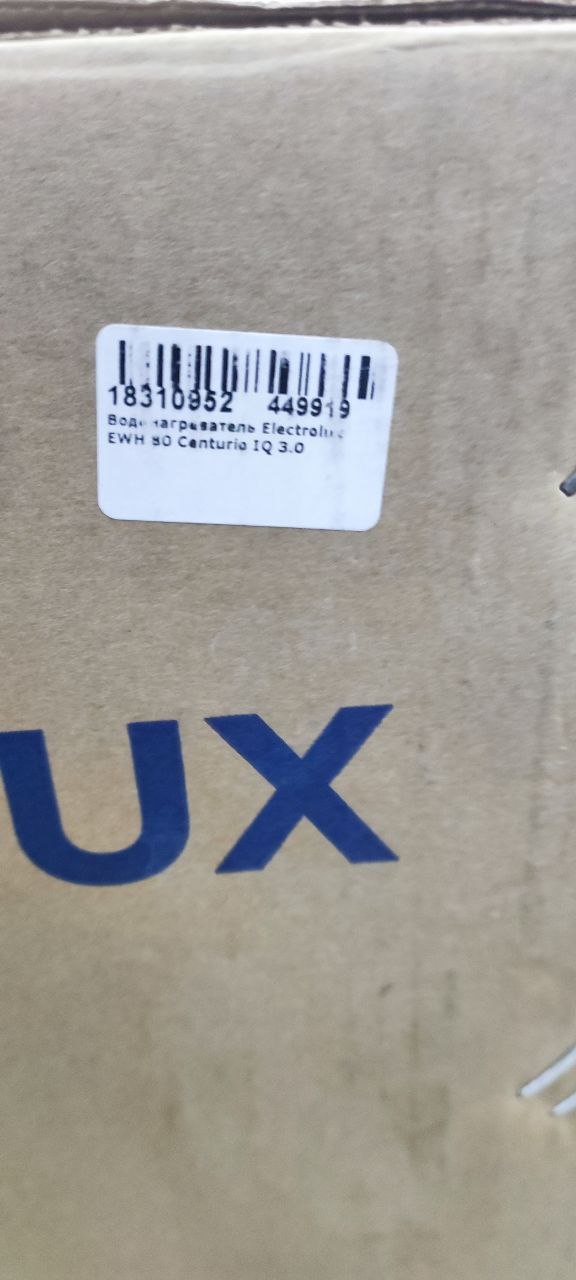 18310952 449919
Водонагреватель Electrolux
EWH 80 Centurio IQ 3.0
UX